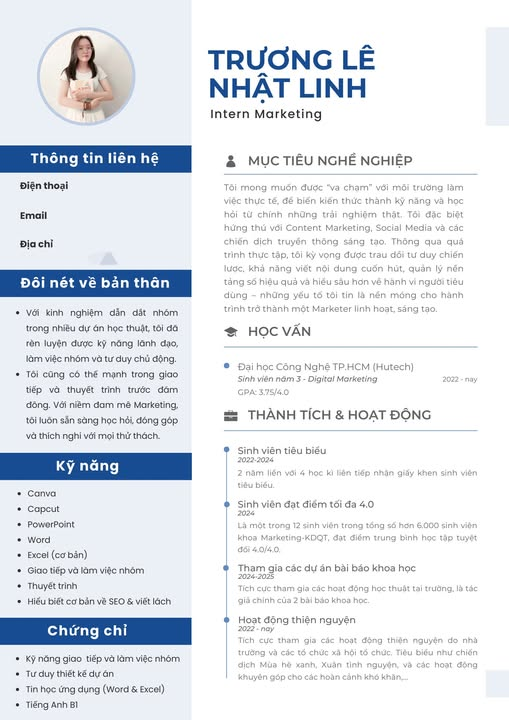 TRƯƠNG LÊ
NHẬT LINH
Intern Marketing
Thông tin liên hệ
Điện thoại
Email
Địa chỉ
Đôi nét về bản thân
Với kinh nghiệm dẫn dắt nhóm
trong nhiều dự án học thuật, tôi đã
rèn luyện được kỹ năng lãnh đạo,
làm việc nhóm và tư duy chủ động.
Tôi cũng có thế mạnh trong giao
tiếp và thuyết trình trước đám
đông. Với niềm đam mê Marketing,
tôi luôn sẵn sàng học hỏi, đóng góp
và thích nghi với mọi thử thách.
Kỹ năng
Canva
Capcut
PowerPoint
Word
Excel (cơ bản)
Giao tiếp và làm việc nhóm
Thuyết trình
Hiểu biết cơ bản về SEO & viết lách
Chứng chỉ
Kỹ năng giao tiếp và làm việc nhóm
Tư duy thiết kế dự án
Tin học ứng dụng (Word & Excel)
Tiếng Anh B1
MỤC TIÊU NGHỀ NGHIỆP
Tôi mong muốn được “va chạm” với môi trường làm
việc thực tế, để biến kiến thức thành kỹ năng và học
hỏi từ chính những trải nghiệm thật. Tôi đặc biệt
hứng thú với Content Marketing, Social Media và các
chiến dịch truyền thông sáng tạo. Thông qua quá
trình thực tập, tôi kỳ vọng được trau dồi tư duy chiến
lược, khả năng viết nội dung cuốn hút, quản lý nền
tảng số hiệu quả và hiểu sâu hơn về hành vi người tiêu
dùng – những yếu tố tôi tin là nền móng cho hành
trình trở thành một Marketer linh hoạt, sáng tạo.
HỌC VẤN
Đại học Công Nghệ TP.HCM (Hutech)
Sinh viên năm 3 - Digital Marketing 2022 - nay
GPA: 3.75/4.0
THÀNH TÍCH & HOẠT ĐỘNG
Sinh viên tiêu biểu
2022-2024
2 năm liền với 4 học kì liên tiếp nhận giấy khen sinh viên
tiêu biểu.
Sinh viên đạt điểm tối đa 4.0
2024
Là một trong 12 sinh viên trong tổng số hơn 6.000 sinh viên
khoa Marketing-KDQT, đạt điểm trung bình học tập tuyệt
đối 4.0/4.0.
Tham gia các dự án bài báo khoa học
2024-2025
Tích cực tham gia các hoạt động học thuật tại trường, là tác
giả chính của 2 bài báo khoa học.
Hoạt động thiện nguyện
2022 - nay
Tích cực tham gia các hoạt động thiện nguyện do nhà
trường và các tổ chức xã hội tổ chức. Tiêu biểu như chiến
dịch Mùa hè xanh, Xuân tình nguyện, và các hoạt động
khuyên góp cho các hoàn cảnh khó khăn,...